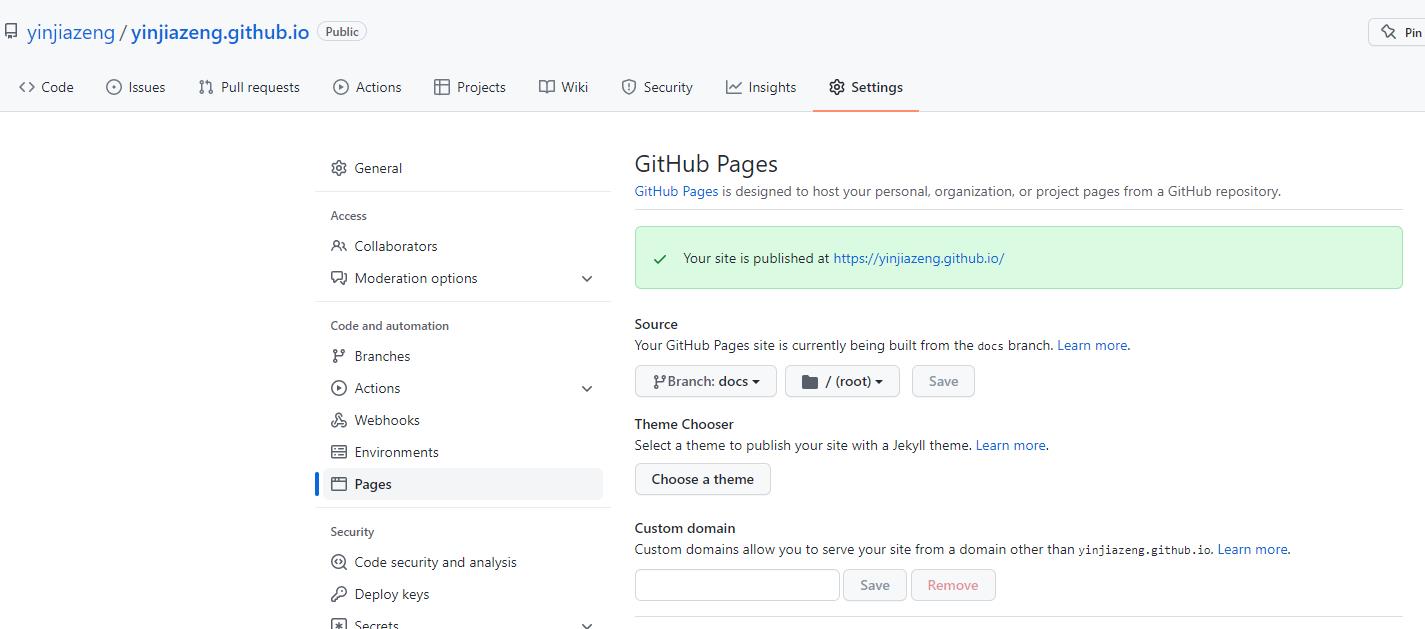 yinjiazeng / yinjiazeng.github.io Public
Pin
Code Issues Pull requests Actions Projects Wiki Security Insights Settings
General
Access
Collaborators
Moderation options
Code and automation
Branches
Actions
Webhooks
Environments
Pages
Security
Code security and analysis
Deploy keys
Secrets
GitHub Pages
GitHub Pages is designed to host your personal, organization, or project pages from a GitHub repository.
Your site is published at https://yinjiazeng.github.io/
Source
Your GitHub Pages site is currently being built from the docs branch. Learn more.
Branch: docs / (root) Save
Theme Chooser
Select a theme to publish your site with a Jekyll theme. Learn more.
Choose a theme
Custom domain
Custom domains allow you to serve your site from a domain other than yinjiazeng.github.io. Learn more.
Save Remove